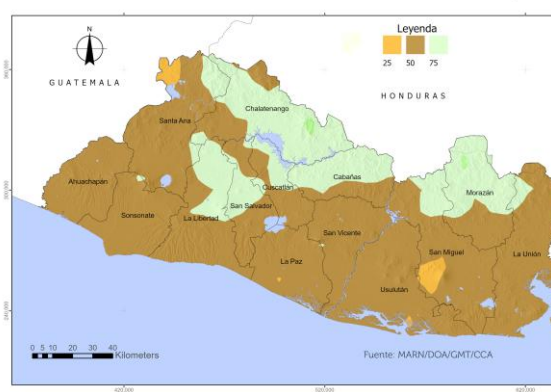 N
Leyenda
25 50 75
GUATEMALA
HONDURAS
Chalatenango
Santa Ana
Cabañas
Cuscatlán
Ahuachapán
Morazán
San Salvador
Sonsonate
La Libertad
San Vicente
San Miguel
La Unión
La Paz
Usulután
0 5 10 20 30 40
Kilometers
Fuente: MARN/DOA/GMT/CCA